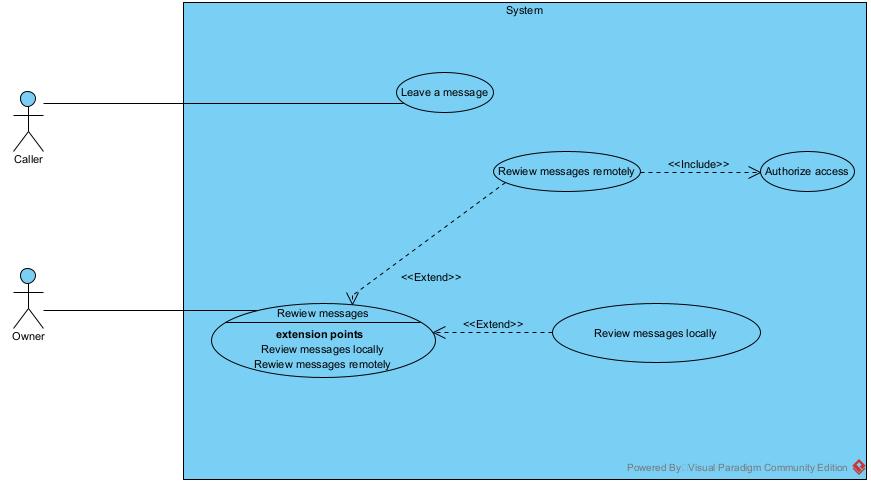 System
Leave a message
Caller
Rewiew messages remotely
<<Include>>
Authorize access
<<Extend>>
Owner
Rewiew messages
extension points
Review messages locally
Rewiew messages remotely
<<Extend>>
Review messages locally
Powered By: Visual Paradigm Community Edition